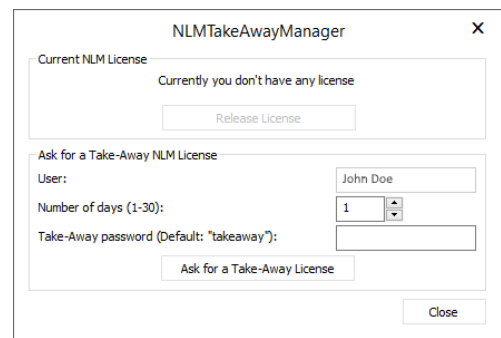 NLMTakeAwayManager
Current NLM License
Currently you don't have any license
Release License
Ask for a Take-Away NLM License
User: John Doe
Number of days (1-30): 1
Take-Away password (Default: "takeaway"):
Ask for a Take-Away License
Close